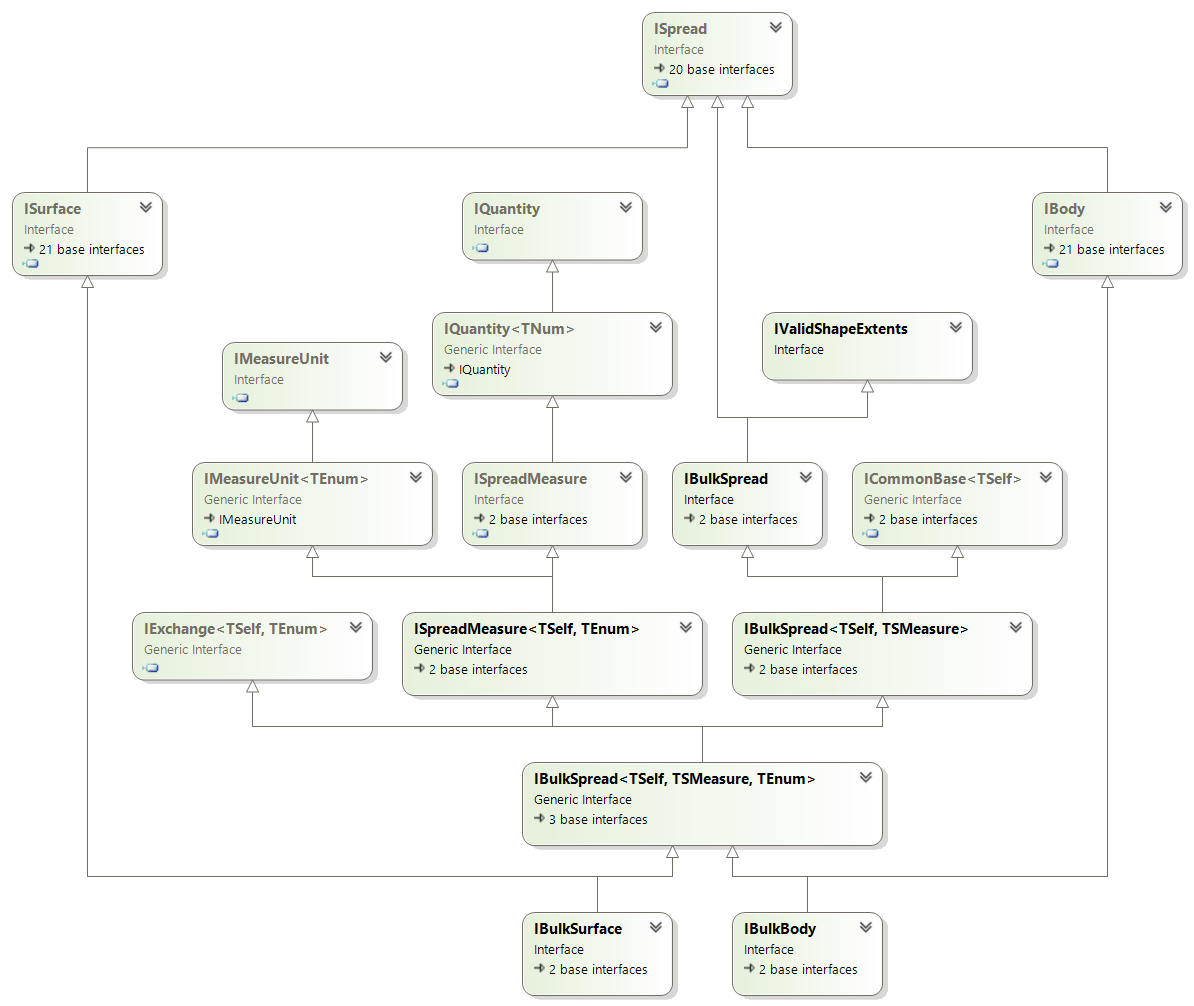 ISpread
Interface
20 base interfaces
ISurface
Interface
21 base interfaces
IQuantity
Interface
IBody
Interface
21 base interfaces
IQuantity<TNum>
Generic Interface
IQuantity
IValidShapeExtents
Interface
IMeasureUnit
Interface
IMeasureUnit<TEnum>
Generic Interface
IMeasureUnit
ISpreadMeasure
Interface
2 base interfaces
IBulkSpread
Interface
2 base interfaces
ICommonBase<TSelf>
Generic Interface
2 base interfaces
IExchange<TSelf, TEnum>
Generic Interface
ISpreadMeasure<TSelf, TEnum>
Generic Interface
2 base interfaces
IBulkSpread<TSelf, TSMeasure>
Generic Interface
2 base interfaces
IBulkSpread<TSelf, TSMeasure, TEnum>
Generic Interface
3 base interfaces
IBulkSurface
Interface
2 base interfaces
IBulkBody
Interface
2 base interfaces